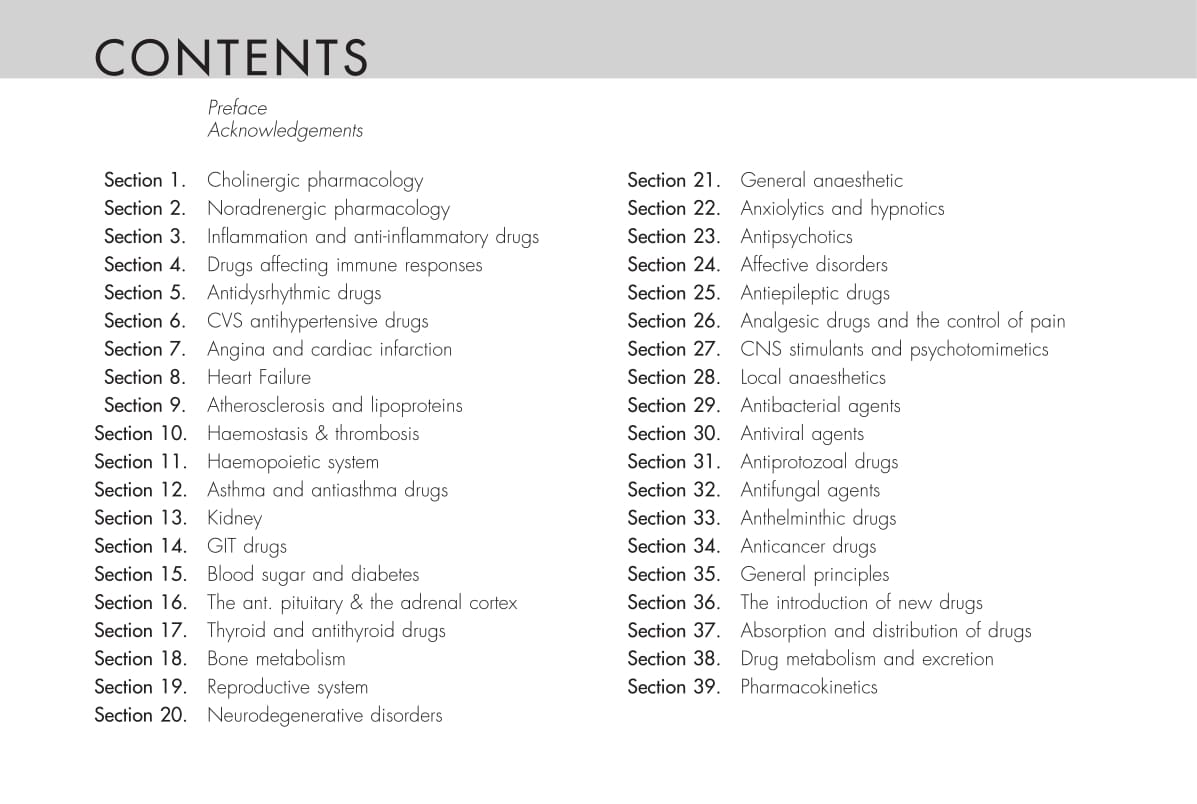 CONTENTS
Preface
Acknowledgements
Section 1. Cholinergic pharmacology
Section 2. Noradrenergic pharmacology
Section 3. Inflammation and anti-inflammatory drugs
Section 4. Drugs affecting immune responses
Section 5. Antidysrhythmic drugs
Section 6. CVS antihypertensive drugs
Section 7. Angina and cardiac infarction
Section 8. Heart Failure
Section 9. Atherosclerosis and lipoproteins
Section 10. Haemostasis & thrombosis
Section 11. Haemopoietic system
Section 12. Asthma and antiasthma drugs
Section 13. Kidney
Section 14. GIT drugs
Section 15. Blood sugar and diabetes
Section 16. The ant. pituitary & the adrenal cortex
Section 17. Thyroid and antithyroid drugs
Section 18. Bone metabolism
Section 19. Reproductive system
Section 20. Neurodegenerative disorders
Section 21. General anaesthetic
Section 22. Anxiolytics and hypnotics
Section 23. Antipsychotics
Section 24. Affective disorders
Section 25. Antiepileptic drugs
Section 26. Analgesic drugs and the control of pain
Section 27. CNS stimulants and psychotomimetics
Section 28. Local anaesthetics
Section 29. Antibacterial agents
Section 30. Antiviral agents
Section 31. Antiprotozoal drugs
Section 32. Antifungal agents
Section 33. Anthelminthic drugs
Section 34. Anticancer drugs
Section 35. General principles
Section 36. The introduction of new drugs
Section 37. Absorption and distribution of drugs
Section 38. Drug metabolism and excretion
Section 39. Pharmacokinetics